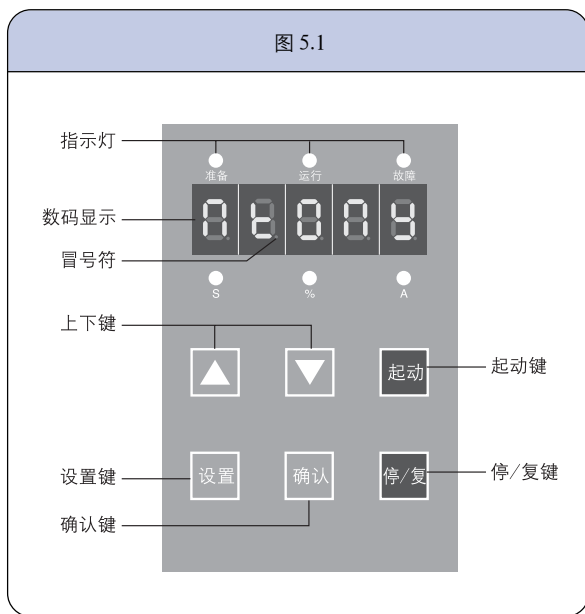 图 5.1
指示灯
准备 运行 故障
数码显示
冒号符
S % A
上下键
起动 起动键
设置键 设置 确认 停/复 停/复键
确认键